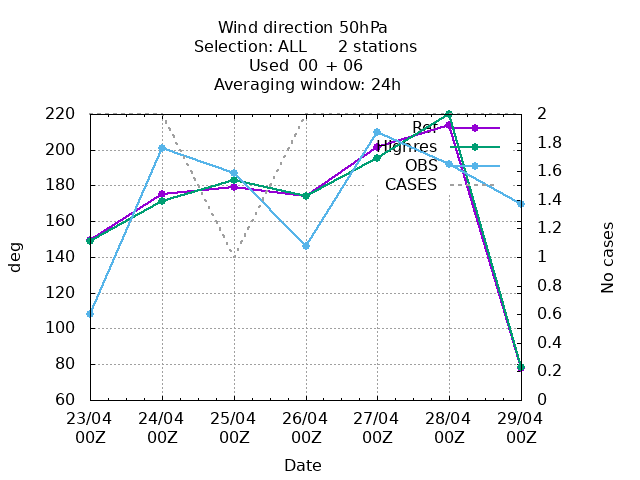 Wind direction 50hPa
Selection: ALL 2 stations
Used 00 + 06
Averaging window: 24h
220 2
200 1.8
180 1.6
160 1.4
140 1.2
120 1
100 0.8
80 0.6
60 0.4
0.2
0
Ref
Highres
OBS
CASES
deg
No cases
23/04 24/04 25/04 26/04 27/04 28/04 29/04
00Z 00Z 00Z 00Z 00Z 00Z 00Z
Date